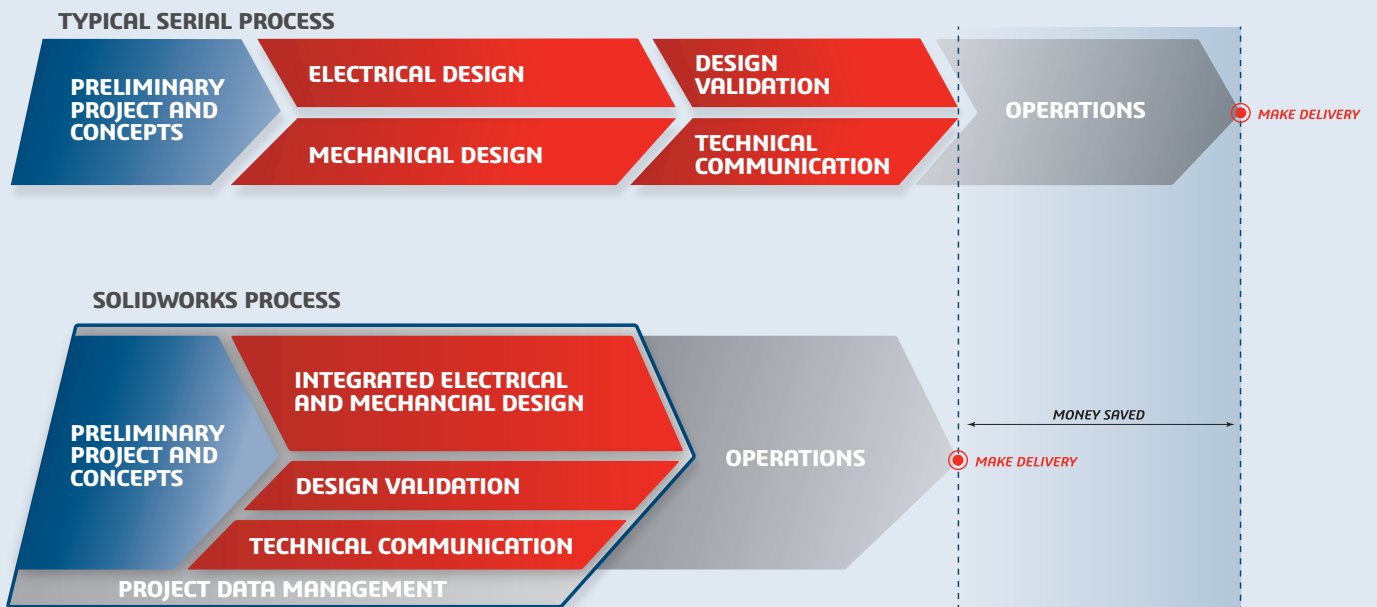 TYPICAL SERIAL PROCESS
PRELIMINARY
PROJECT AND
CONCEPTS
ELECTRICAL DESIGN
MECHANICAL DESIGN
DESIGN
VALIDATION
TECHNICAL
COMMUNICATION
OPERATIONS
MAKE DELIVERY
SOLIDWORKS PROCESS
PRELIMINARY
PROJECT AND
CONCEPTS
INTEGRATED ELECTRICAL
AND MECHANCIAL DESIGN
DESIGN VALIDATION
TECHNICAL COMMUNICATION
PROJECT DATA MANAGEMENT
OPERATIONS
MONEY SAVED
MAKE DELIVERY